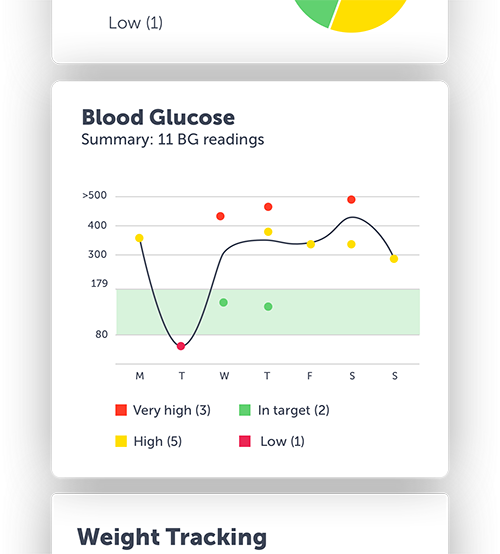 Low (1)
Blood Glucose
Summary: 11 BG readings
>500
400
300
179
80
M T W T F S S
Very high (3) In target (2)
High (5) Low (1)
Weight Tracking